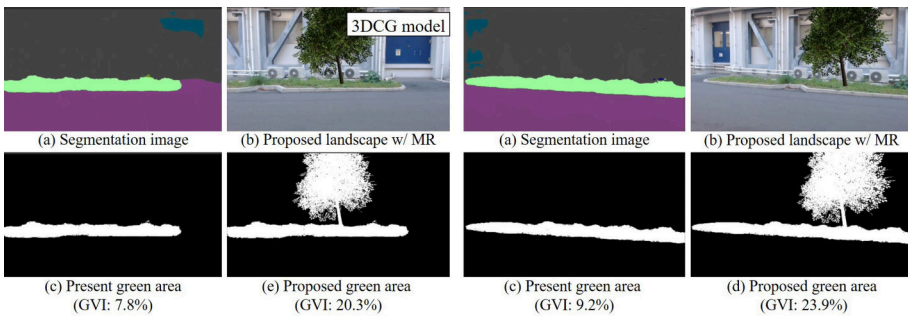 3DCG model
(a) Segmentation image
(b) Proposed landscape w/ MR
(a) Segmentation image
(b) Proposed landscape w/ MR
(c) Present green area
(GVI: 7.8%)
(e) Proposed green area
(GVI: 20.3%)
(c) Present green area
(GVI: 9.2%)
(d) Proposed green area
(GVI: 23.9%)